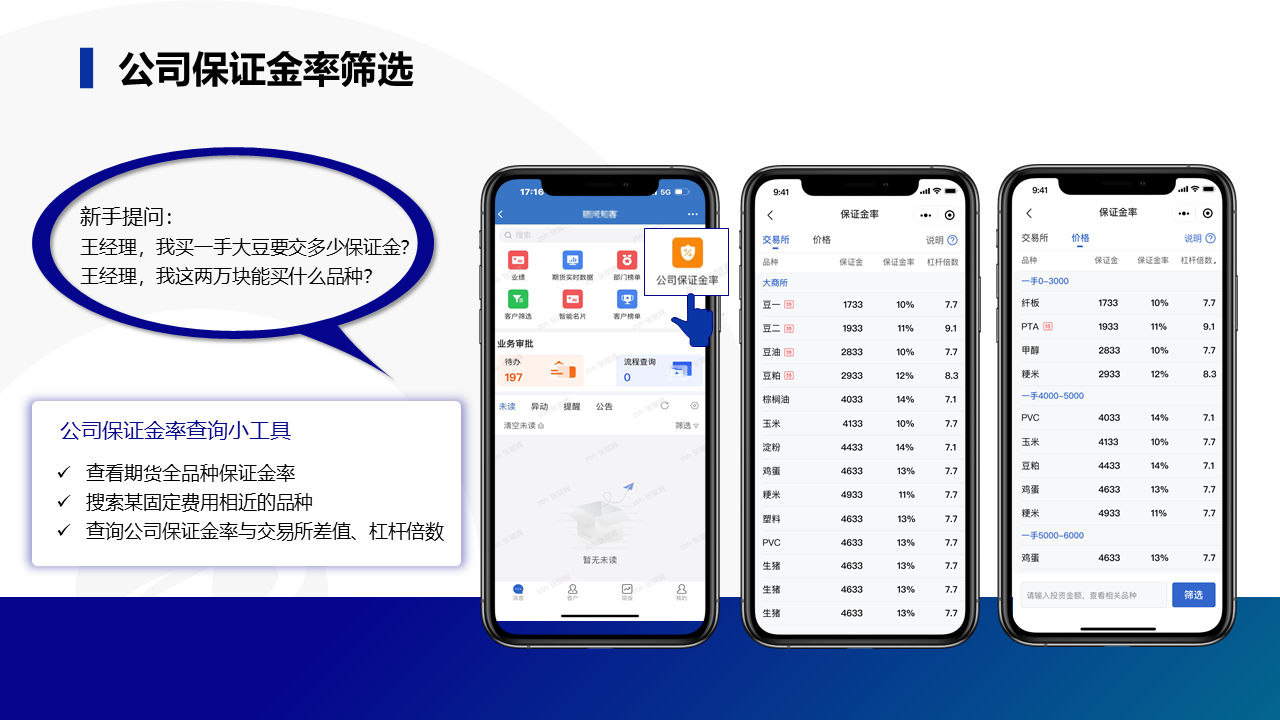 公司保证金率筛选
新手提问：
王经理，我买一手大豆要交多少保证金？
王经理，我这两万块能买什么品种？
公司保证金率查询小工具
✓ 查看期货全品种保证金率
✓ 搜索某固定费用相近的品种
✓ 查询公司保证金率与交易所差值、杠杆倍数
17:16 5G
搜索
业绩 期货实时数据 部门榜单
公司保证金率
客户筛选 智能名片 客户榜单
业务审批
待办 流程查询
197 0
未读 异动 提醒 公告
清空未读 筛选
暂无未读
消息 客户 简报 我的
9:41
保证金率
交易所 价格 说明
品种 保证金 保证金率 杠杆倍数
大商所
豆一 特 1733 10% 7.7
豆二 特 1933 11% 9.1
豆油 特 2833 10% 7.7
豆粕 特 2933 12% 8.3
棕榈油 4033 14% 7.1
玉米 4133 10% 7.7
淀粉 4433 14% 7.1
鸡蛋 4633 13% 7.7
粳米 4933 11% 7.7
塑料 4633 13% 7.7
PVC 4633 13% 7.7
生猪 4633 13% 7.7
生猪 4633 13% 7.7
生猪 4633 13% 7.7
9:41
保证金率
交易所 价格 说明
品种 保证金 保证金率 杠杆倍数
一手0-3000
纤板 1733 10% 7.7
PTA 特 1933 11% 9.1
甲醇 2833 10% 7.7
粳米 2933 12% 8.3
一手4000-5000
PVC 4033 14% 7.1
玉米 4133 10% 7.7
豆粕 4433 14% 7.1
鸡蛋 4633 13% 7.7
粳米 4933 11% 7.7
一手5000-6000
鸡蛋 4633 13% 7.7
请输入投资金额，查看相关品种 筛选